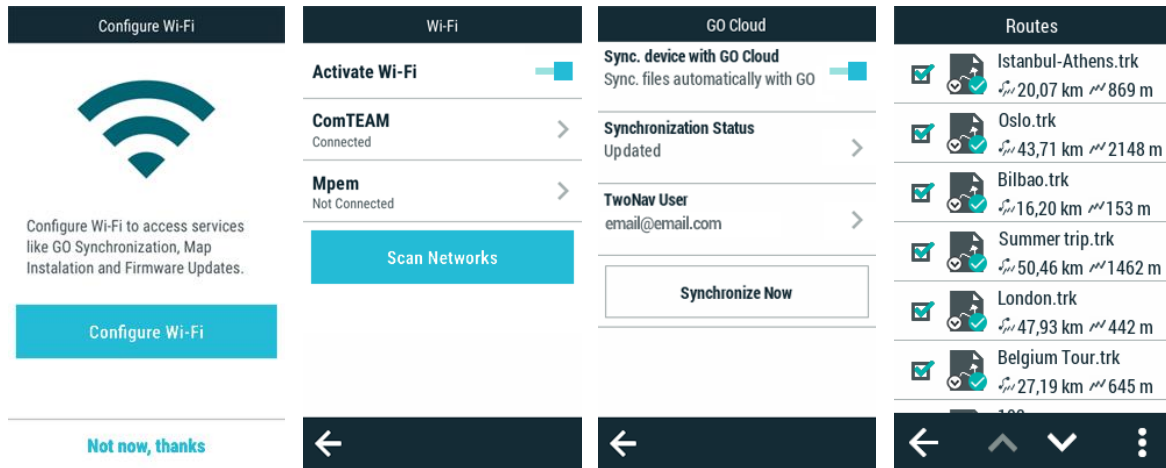 Configure Wi-Fi
Configure Wi-Fi to access services
like GO Synchronization, Map
Instalation and Firmware Updates.
Configure Wi-Fi
Not now, thanks
Wi-Fi
Activate Wi-Fi
ComTEAM
Connected
Mpem
Not Connected
Scan Networks
GO Cloud
Sync. device with GO Cloud
Sync. files automatically with GO
Synchronization Status
Updated
TwoNav User
email@email.com
Synchronize Now
Routes
Istanbul-Athens.trk
20,07 km 869 m
Oslo.trk
43,71 km 2148 m
Bilbao.trk
16,20 km 153 m
Summer trip.trk
50,46 km 1462 m
London.trk
47,93 km 442 m
Belgium Tour.trk
27,19 km 645 m